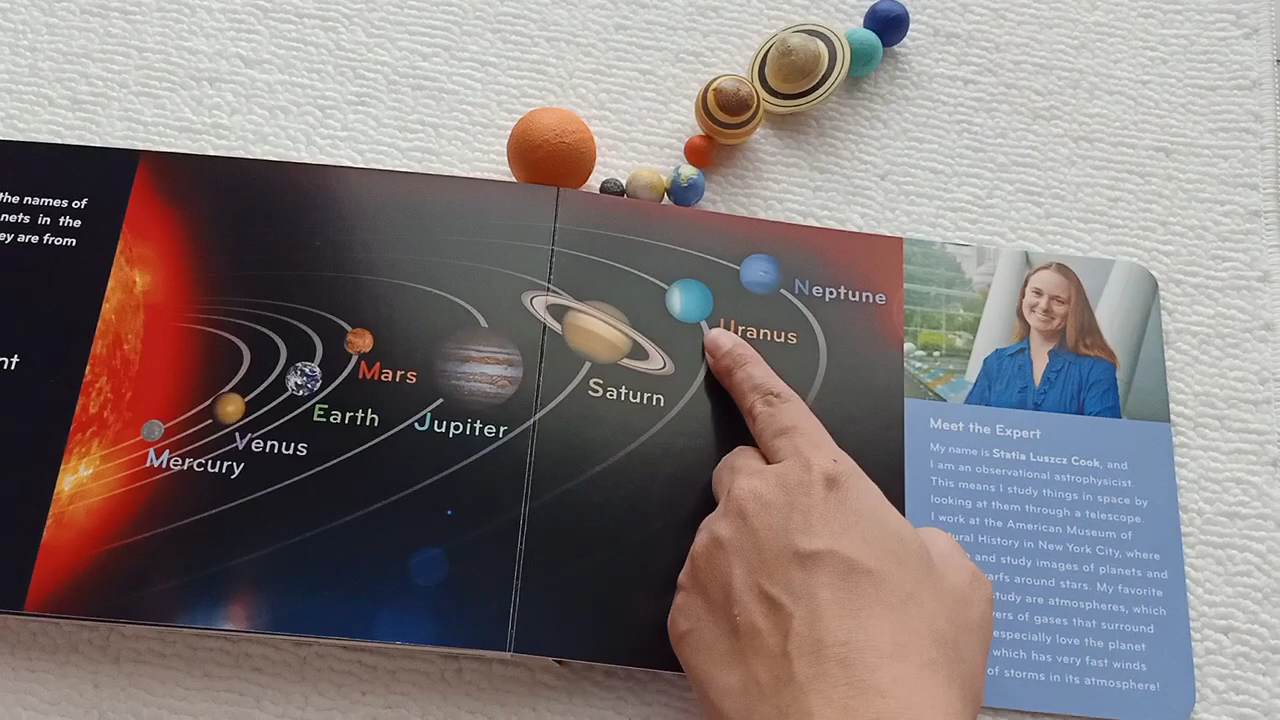 the names of
nets in the
ey are from
nt
Mercury
Venus
Earth
Mars
Jupiter
Saturn
Uranus
Neptune
Meet the Expert
My name is Statia Luszcz Cook, and
I am an observational astrophysicist.
This means I study things in space by
looking at them through a telescope.
I work at the American Museum of
tural History in New York City, where
and study images of planets and
warfs around stars. My favorite
study are atmospheres, which
yers of gases that surround
especially love the planet
which has very fast winds
of storms in its atmosphere!